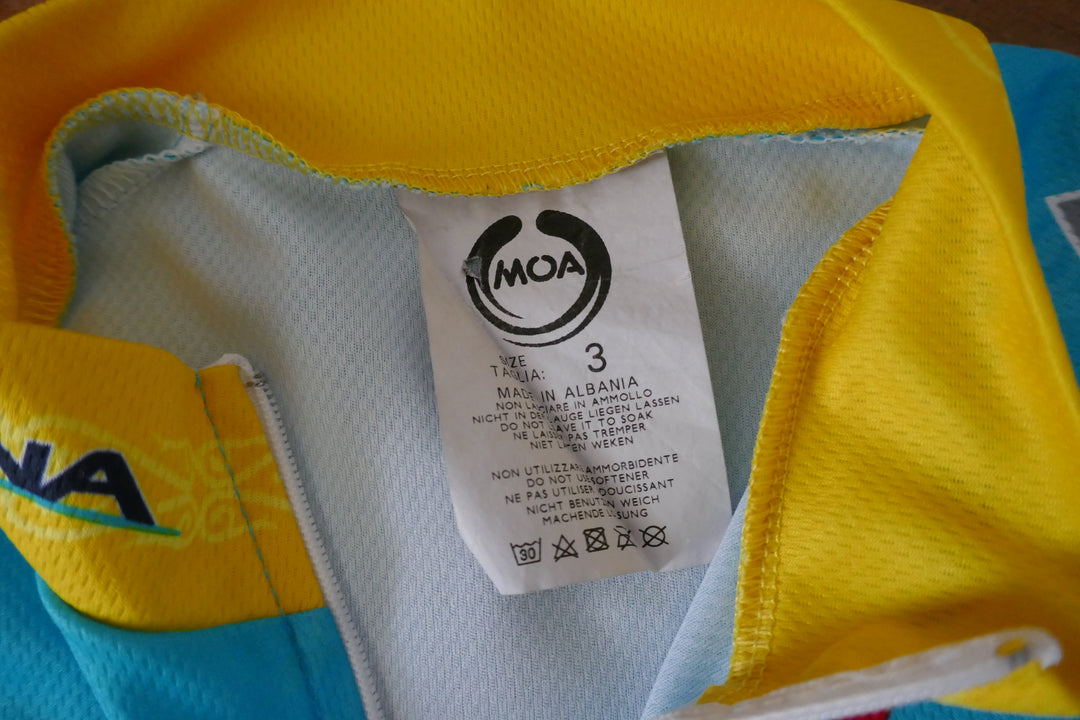 MOA
SIZE
TAGLIA: 3
MADE IN ALBANIA
NON LASCIARE IN AMMOLLO
NICHT IN DER LAUGE LIEGEN LASSEN
DO NOT LEAVE IT TO SOAK
NE LAISSER PAS TREMPER
NIET LATEN WEKEN
NON UTILIZZARE AMMORBIDENTE
DO NOT USE SOFTENER
NE PAS UTILISER DOUCISSANT
NICHT BENUTZEN WEICH
MACHENDE LÖSUNG
30
NA